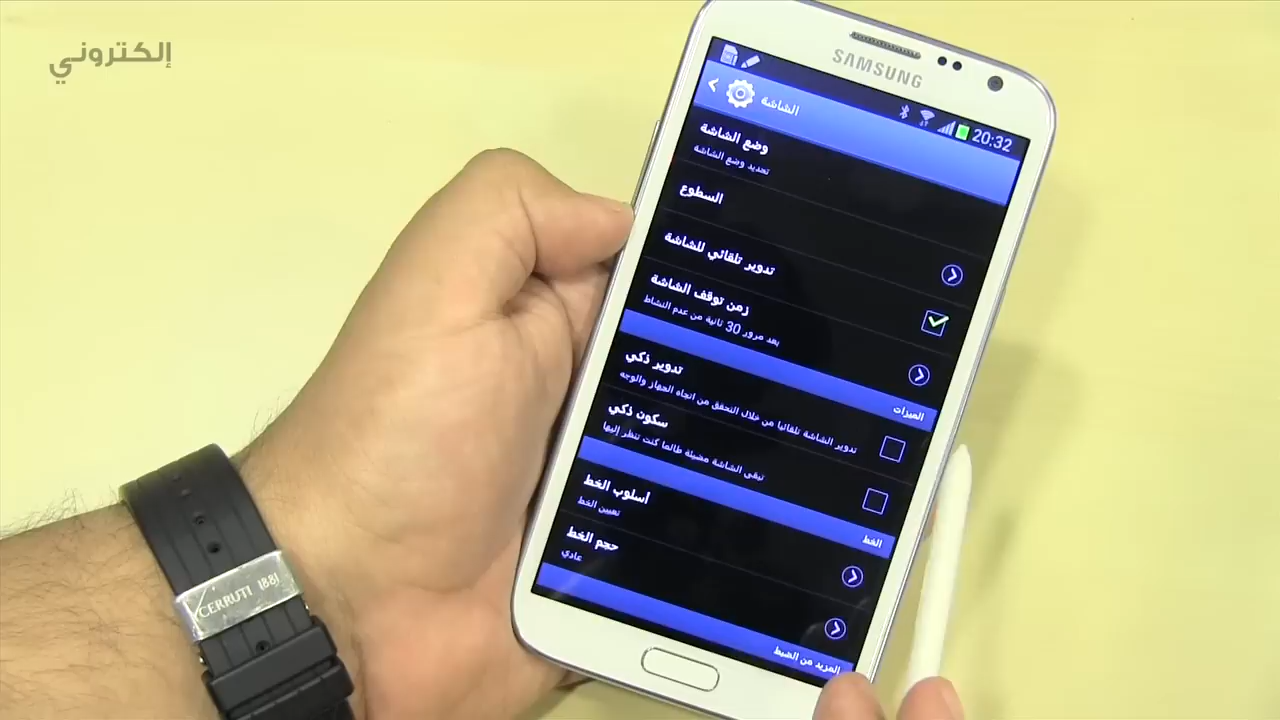 إلكتروني
SAMSUNG
20:32
الشاشة
وضع الشاشة
تحديد وضع الشاشة
السطوع
تدوير تلقائي للشاشة
زمن توقف الشاشة
بعد مرور 30 ثانية من عدم النشاط
الميزات
تدوير ذكي
تدوير الشاشة تلقائيا من خلال التحقق من اتجاه الجهاز والوجه
سكون ذكي
تبقى الشاشة مضيئة طالما كنت تنظر إليها
الخط
أسلوب الخط
تعيين الخط
حجم الخط
عادي
المزيد من الضبط
CERRUTI 1881